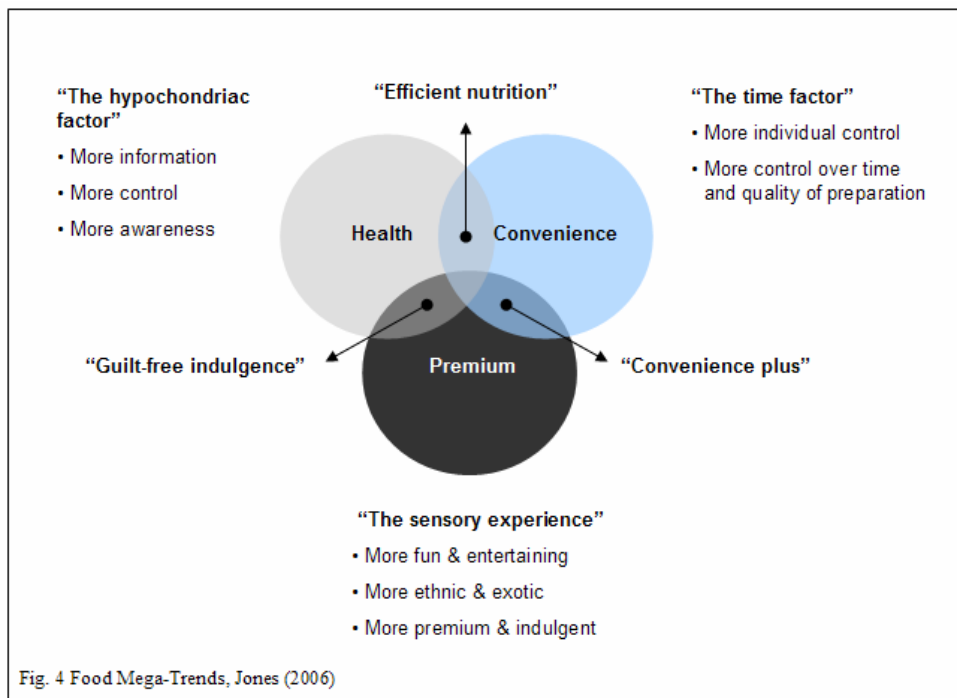 “The hypochondriac
factor”
• More information
• More control
• More awareness
“Efficient nutrition”
“The time factor”
• More individual control
• More control over time
and quality of preparation
Health
Convenience
“Guilt-free indulgence”
Premium
“Convenience plus”
“The sensory experience”
• More fun & entertaining
• More ethnic & exotic
• More premium & indulgent
Fig. 4 Food Mega-Trends, Jones (2006)